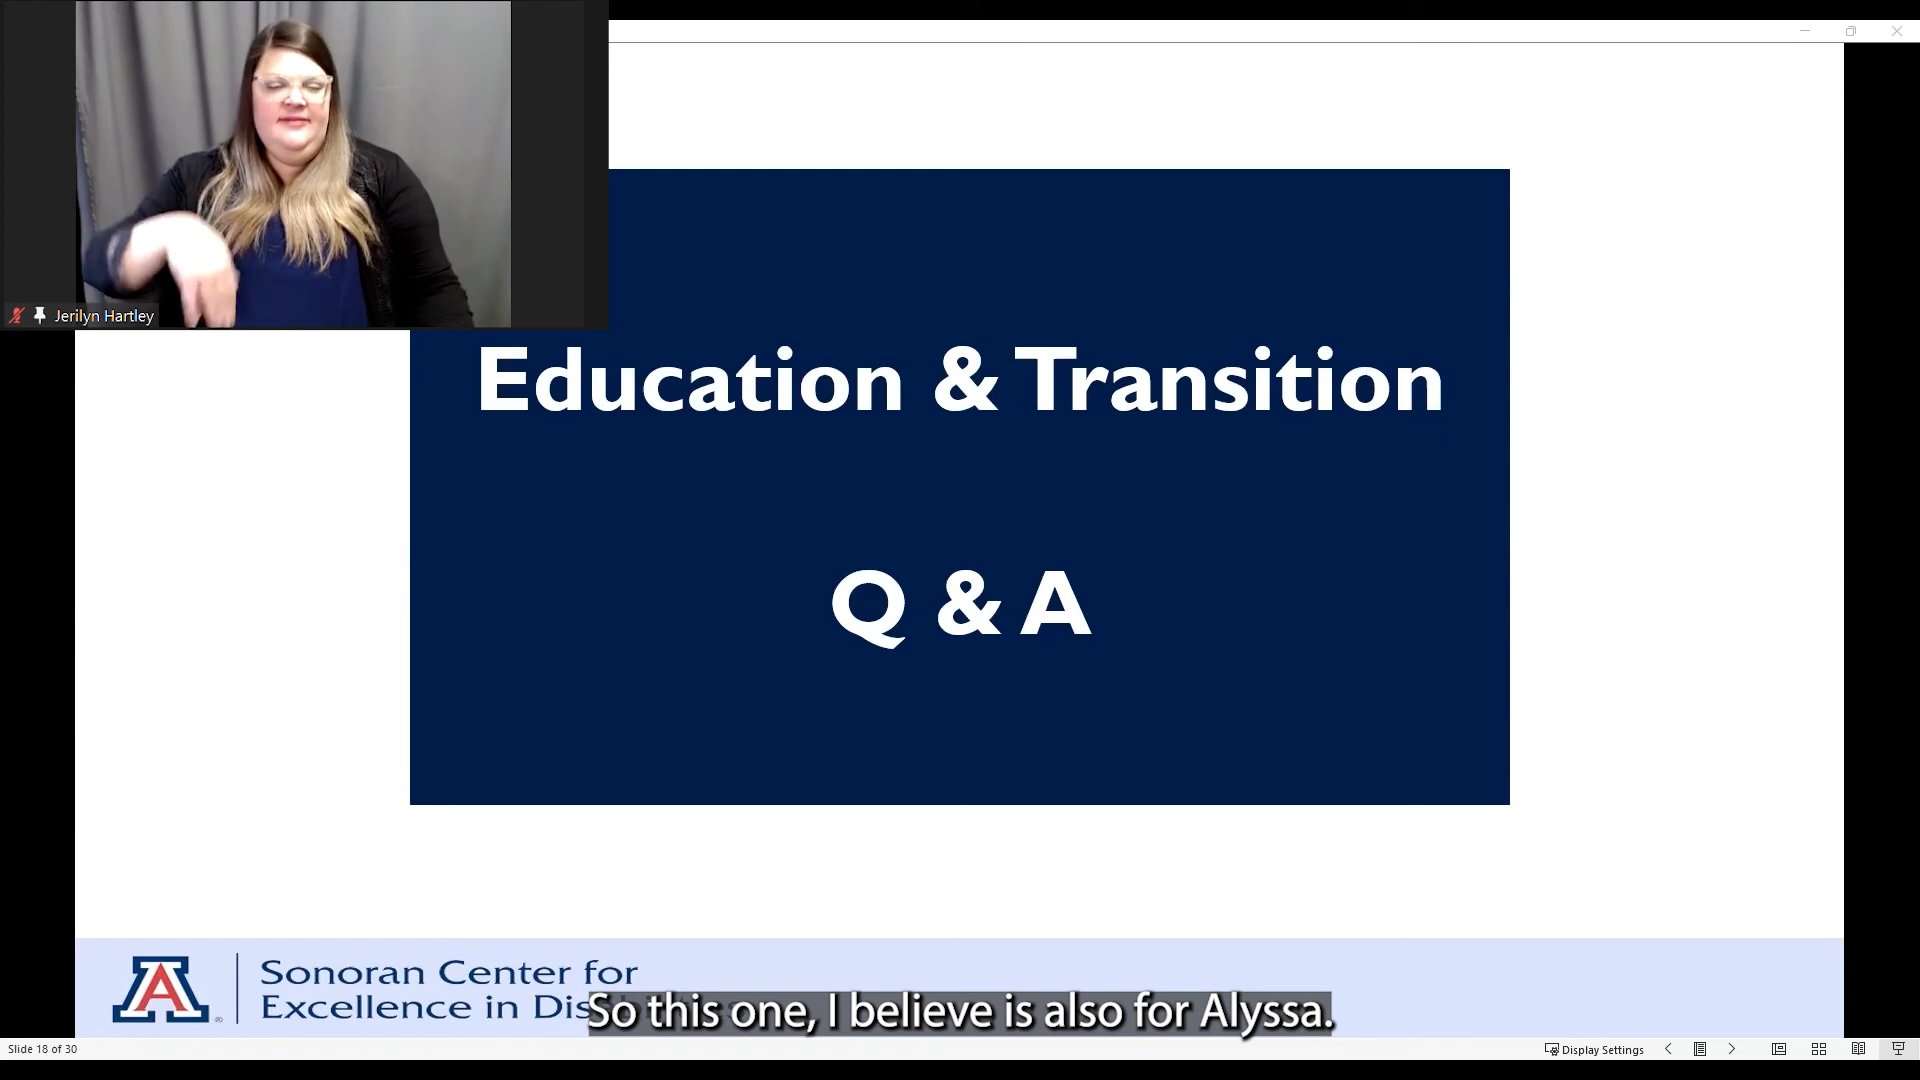 Jerilyn Hartley
Education & Transition
Q & A
Sonoran Center for
Excellence in Dis
So this one, I believe is also for Alyssa.
Slide 18 of 30
Display Settings